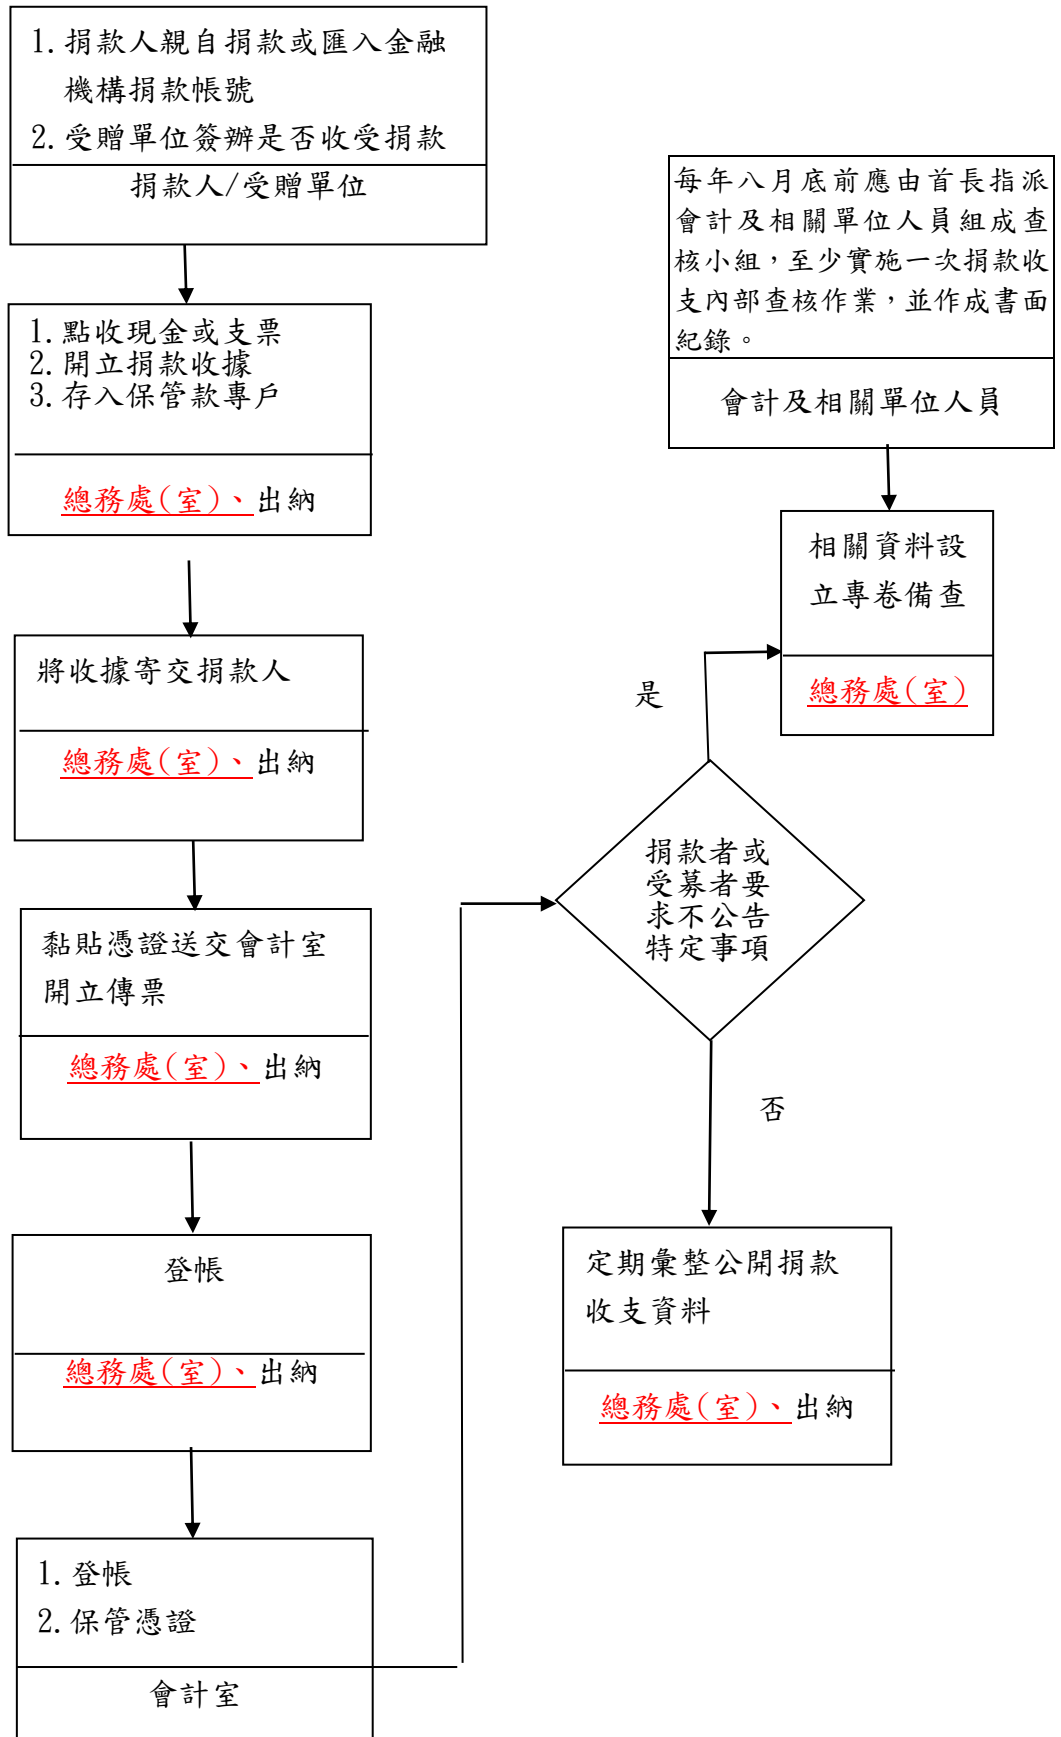 1. 捐款人親自捐款或匯入金融
機構捐款帳號
2. 受贈單位簽辦是否收受捐款
捐款人/受贈單位
1. 點收現金或支票
2. 開立捐款收據
3. 存入保管款專戶
總務處(室)、出納
將收據寄交捐款人
總務處(室)、出納
黏貼憑證送交會計室
開立傳票
總務處(室)、出納
登帳
總務處(室)、出納
1. 登帳
2. 保管憑證
會計室
每年八月底前應由首長指派
會計及相關單位人員組成查
核小組，至少實施一次捐款收
支內部查核作業，並作成書面
紀錄。
會計及相關單位人員
相關資料設
立專卷備查
總務處(室)
是
捐款者或
受募者要
求不公告
特定事項
否
定期彙整公開捐款
收支資料
總務處(室)、出納